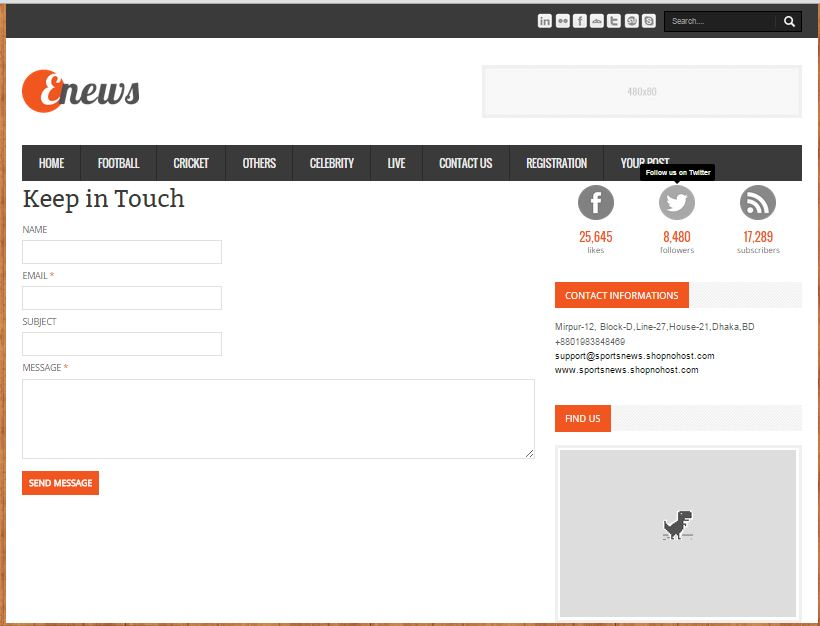 Search....
Enews
480x80
HOME FOOTBALL CRICKET OTHERS CELEBRITY LIVE CONTACT US REGISTRATION YOUR POST
Follow us on Twitter
Keep in Touch
NAME
EMAIL *
SUBJECT
MESSAGE *
SEND MESSAGE
25,645 8,480 17,289
likes followers subscribers
CONTACT INFORMATIONS
Mirpur-12, Block-D,Line-27,House-21,Dhaka,BD
+8801983848469
support@sportsnews.shopnohost.com
www.sportsnews.shopnohost.com
FIND US